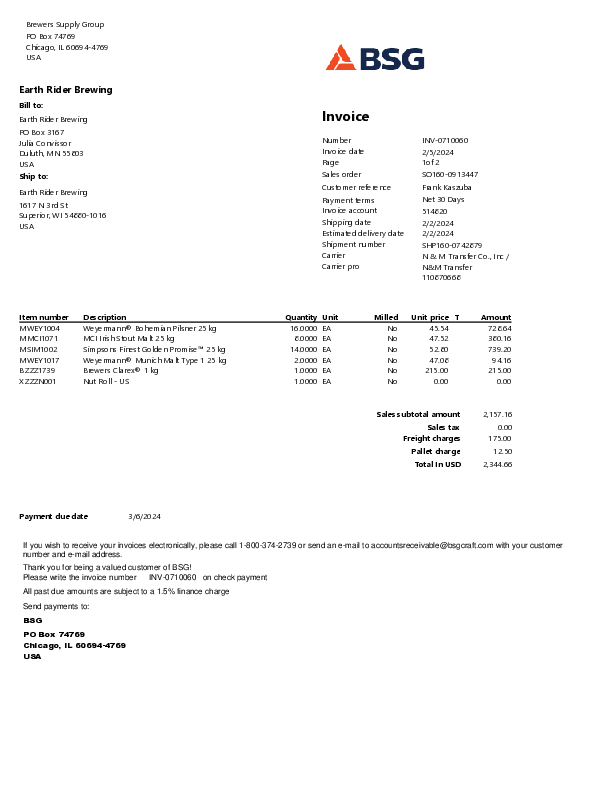 Brewers Supply Group
PO Box 74769
Chicago, IL 60694-4769
USA
BSG
Earth Rider Brewing
Bill to:
Earth Rider Brewing
PO Box 3167
Julia Convissor
Duluth, MN 55803
USA
Ship to:
Earth Rider Brewing
1617 N 3rd St
Superior, WI 54880-1016
USA
Invoice
Number INV-0710060
Invoice date 2/5/2024
Page 1 of 2
Sales order SO160-0913447
Customer reference Frank Kaszuba
Payment terms Net 30 Days
Invoice account 514820
Shipping date 2/2/2024
Estimated delivery date 2/2/2024
Shipment number SHP160-0742679
Carrier N & M Transfer Co., Inc /
Carrier pro N&M Transfer
110870668
Item number Description Quantity Unit Milled Unit price T Amount
MWEY1004 Weyermann® Bohemian Pilsner 25 kg 16.0000 EA No 45.54 728.64
MMCI1071 MCI Irish Stout Malt 25 kg 8.0000 EA No 47.52 380.16
MSIM1002 Simpsons Finest Golden Promise™ 25 kg 14.0000 EA No 52.80 739.20
MWEY1017 Weyermann® Munich Malt Type 1 25 kg 2.0000 EA No 47.08 94.16
BZZZ1739 Brewers Clarex® 1 kg 1.0000 EA No 215.00 215.00
XZZZN001 Nut Roll - US 1.0000 EA No 0.00 0.00
Sales subtotal amount 2,157.16
Sales tax 0.00
Freight charges 175.00
Pallet charge 12.50
Total in USD 2,344.66
Payment due date 3/6/2024
If you wish to receive your invoices electronically, please call 1-800-374-2739 or send an e-mail to accountsreceivable@bsgcraft.com with your customer
number and e-mail address.
Thank you for being a valued customer of BSG!
Please write the invoice number INV-0710060 on check payment
All past due amounts are subject to a 1.5% finance charge
Send payments to:
BSG
PO Box 74769
Chicago, IL 60694-4769
USA